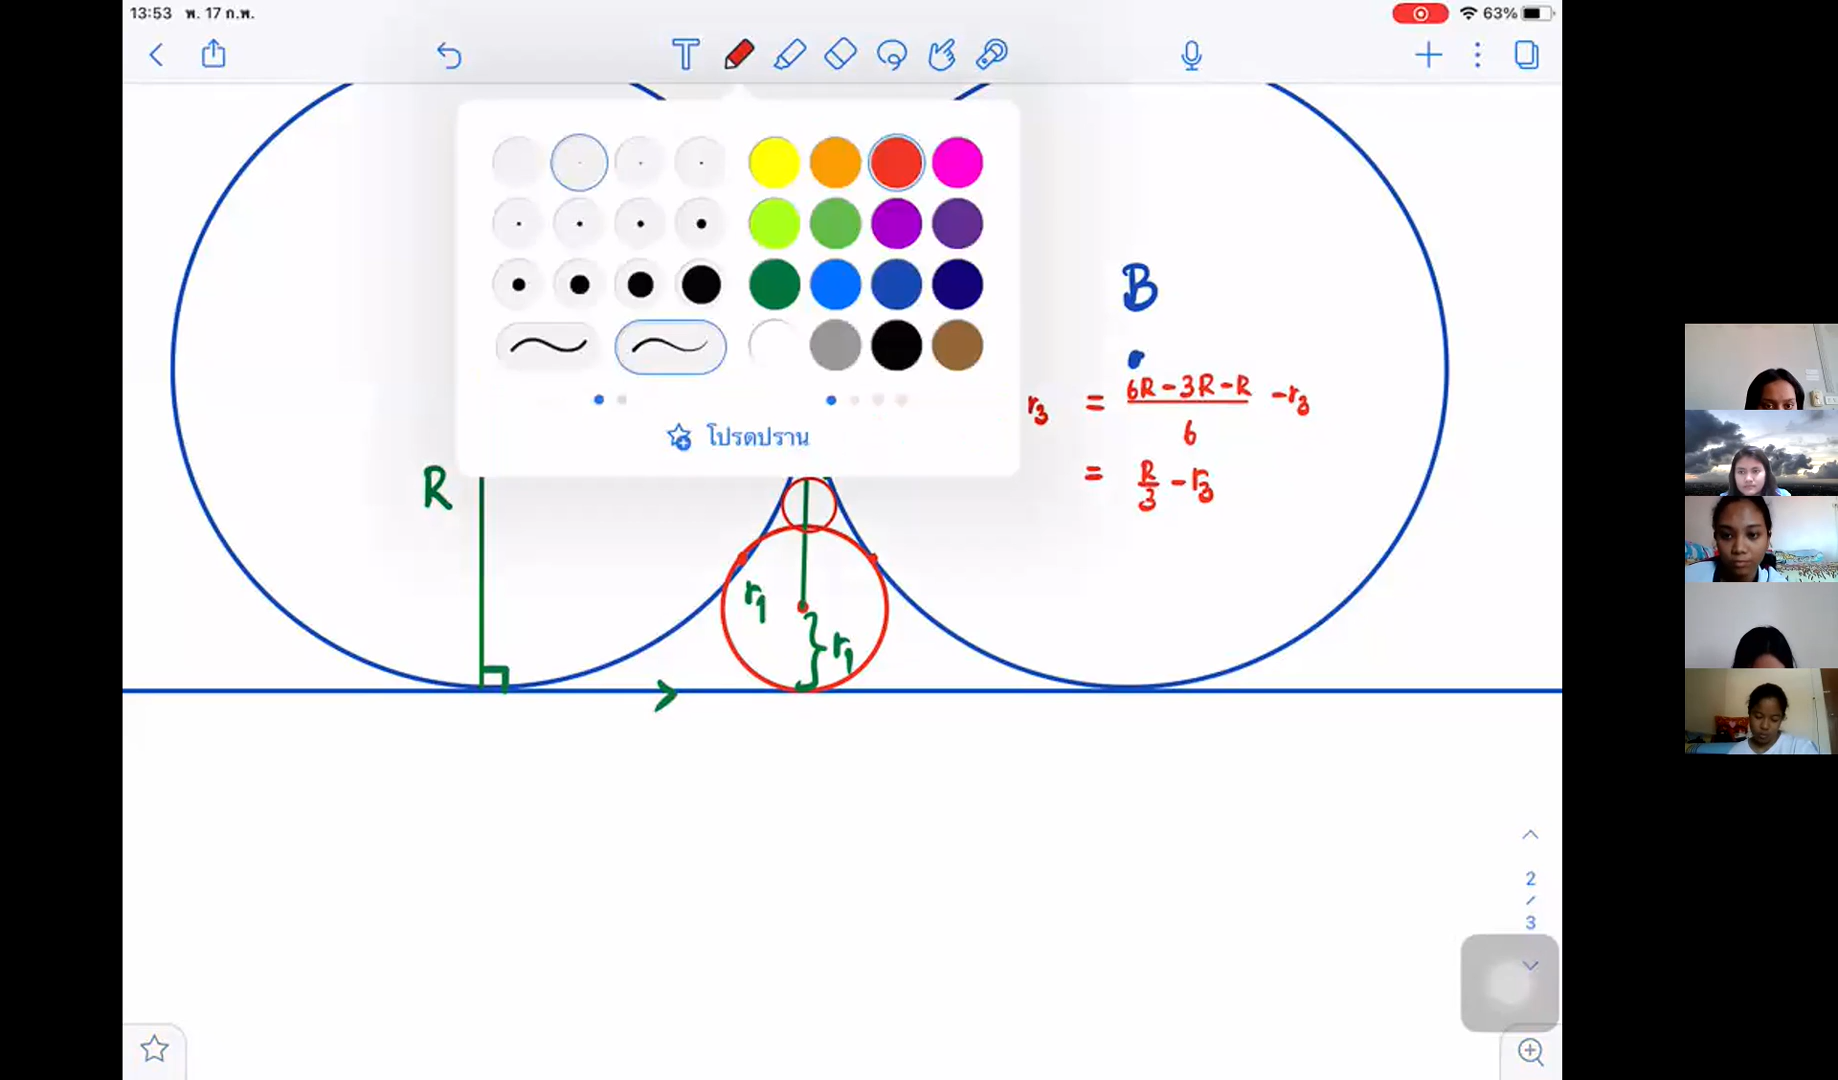 13:53 พ. 17 ก.พ.
63%
T
B
r₃ = 6R-3R-R / 6 -r₃
= R/3 -r₃
โปรดปราน
R
r₁
r₁
2
/
3